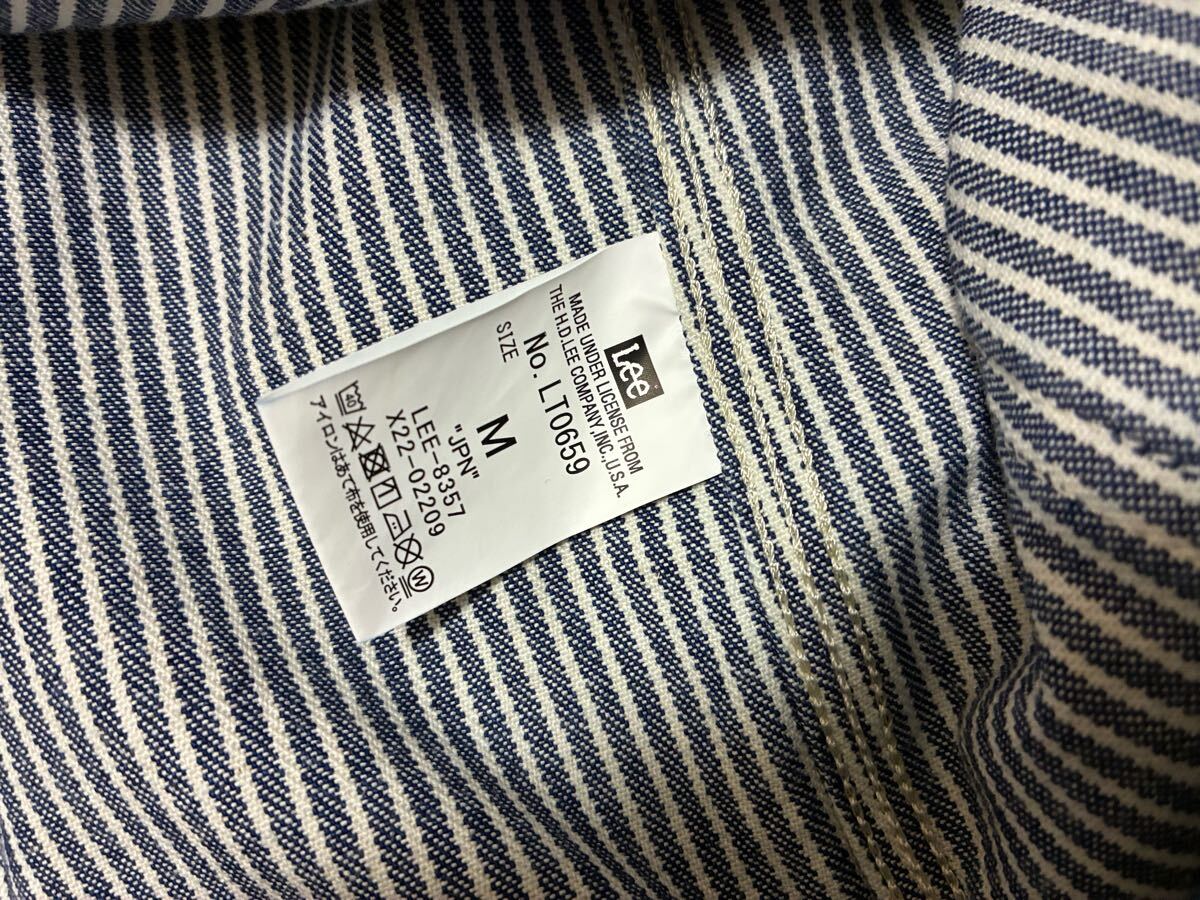 Lee
MADE UNDER LICENSE FROM
THE H.D.LEE COMPANY,INC.,U.S.A.
No. LT0659
SIZE
M
"JPN"
LEE-8357
X22-02209
40
W
アイロンはあて布を使用してください。